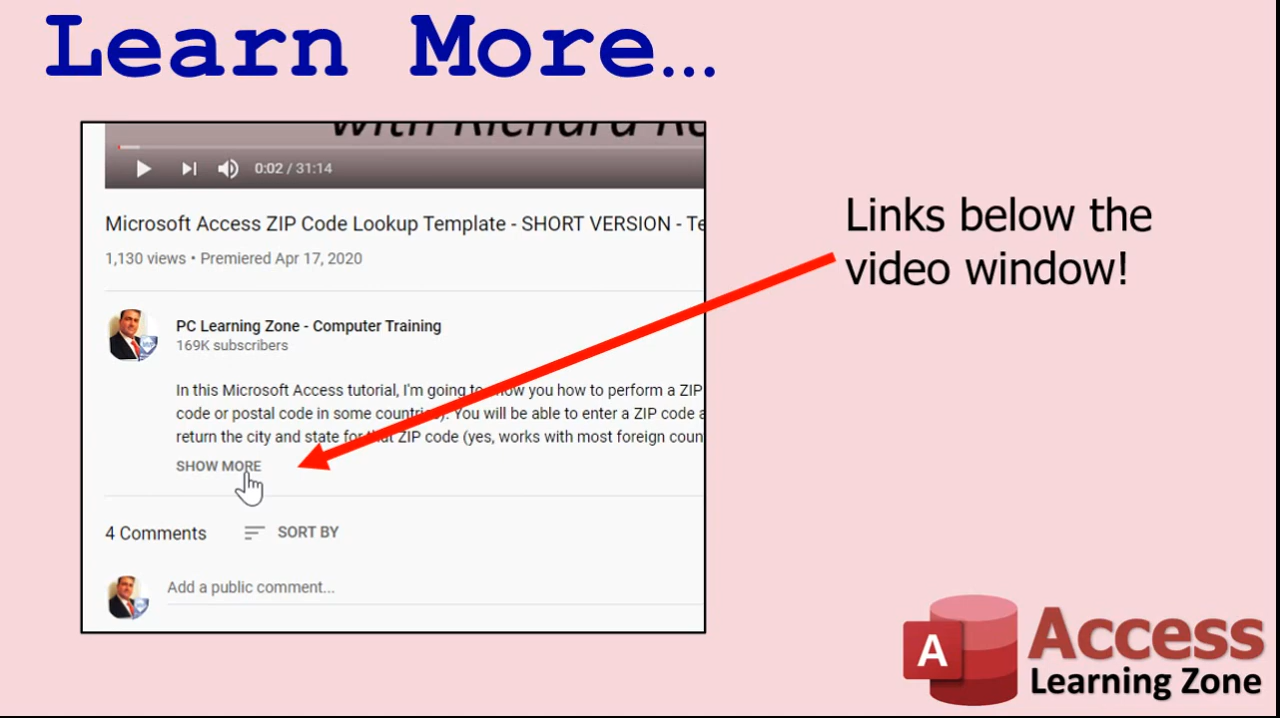 Learn More...
with Richard
0:02 / 31:14
Microsoft Access ZIP Code Lookup Template - SHORT VERSION - Te
1,130 views • Premiered Apr 17, 2020
PC Learning Zone - Computer Training
169K subscribers
In this Microsoft Access tutorial, I'm going to show you how to perform a ZIP
code or postal code in some countries). You will be able to enter a ZIP code a
return the city and state for that ZIP code (yes, works with most foreign coun
SHOW MORE
4 Comments
SORT BY
Add a public comment...
Links below the
video window!
A
Access
Learning Zone